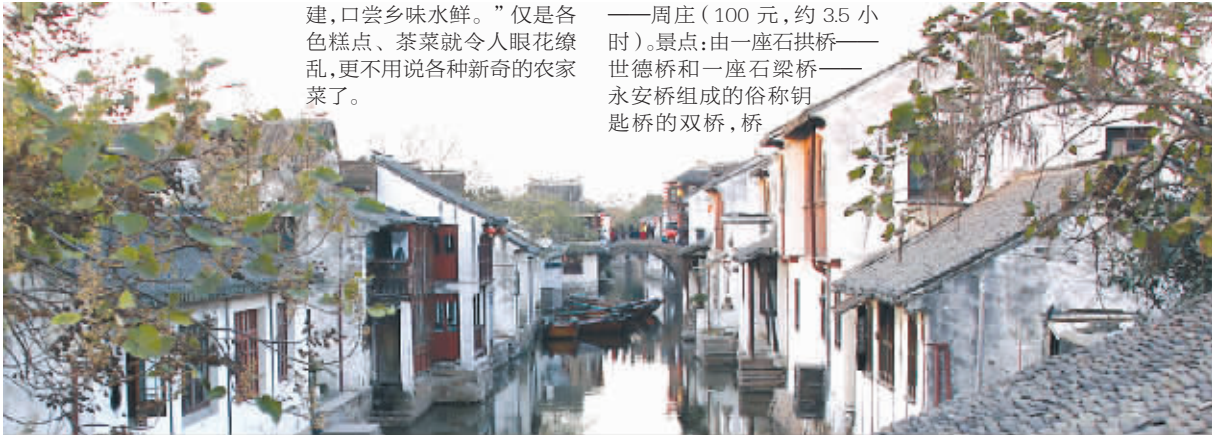 建，口尝乡味水鲜。”仅是各
色糕点、茶菜就令人眼花缭
乱，更不用说各种新奇的农家
菜了。
——周庄（100 元，约 3.5 小
时）。景点：由一座石拱桥——
世德桥和一座石梁桥——
永安桥组成的俗称钥
匙桥的双桥，桥